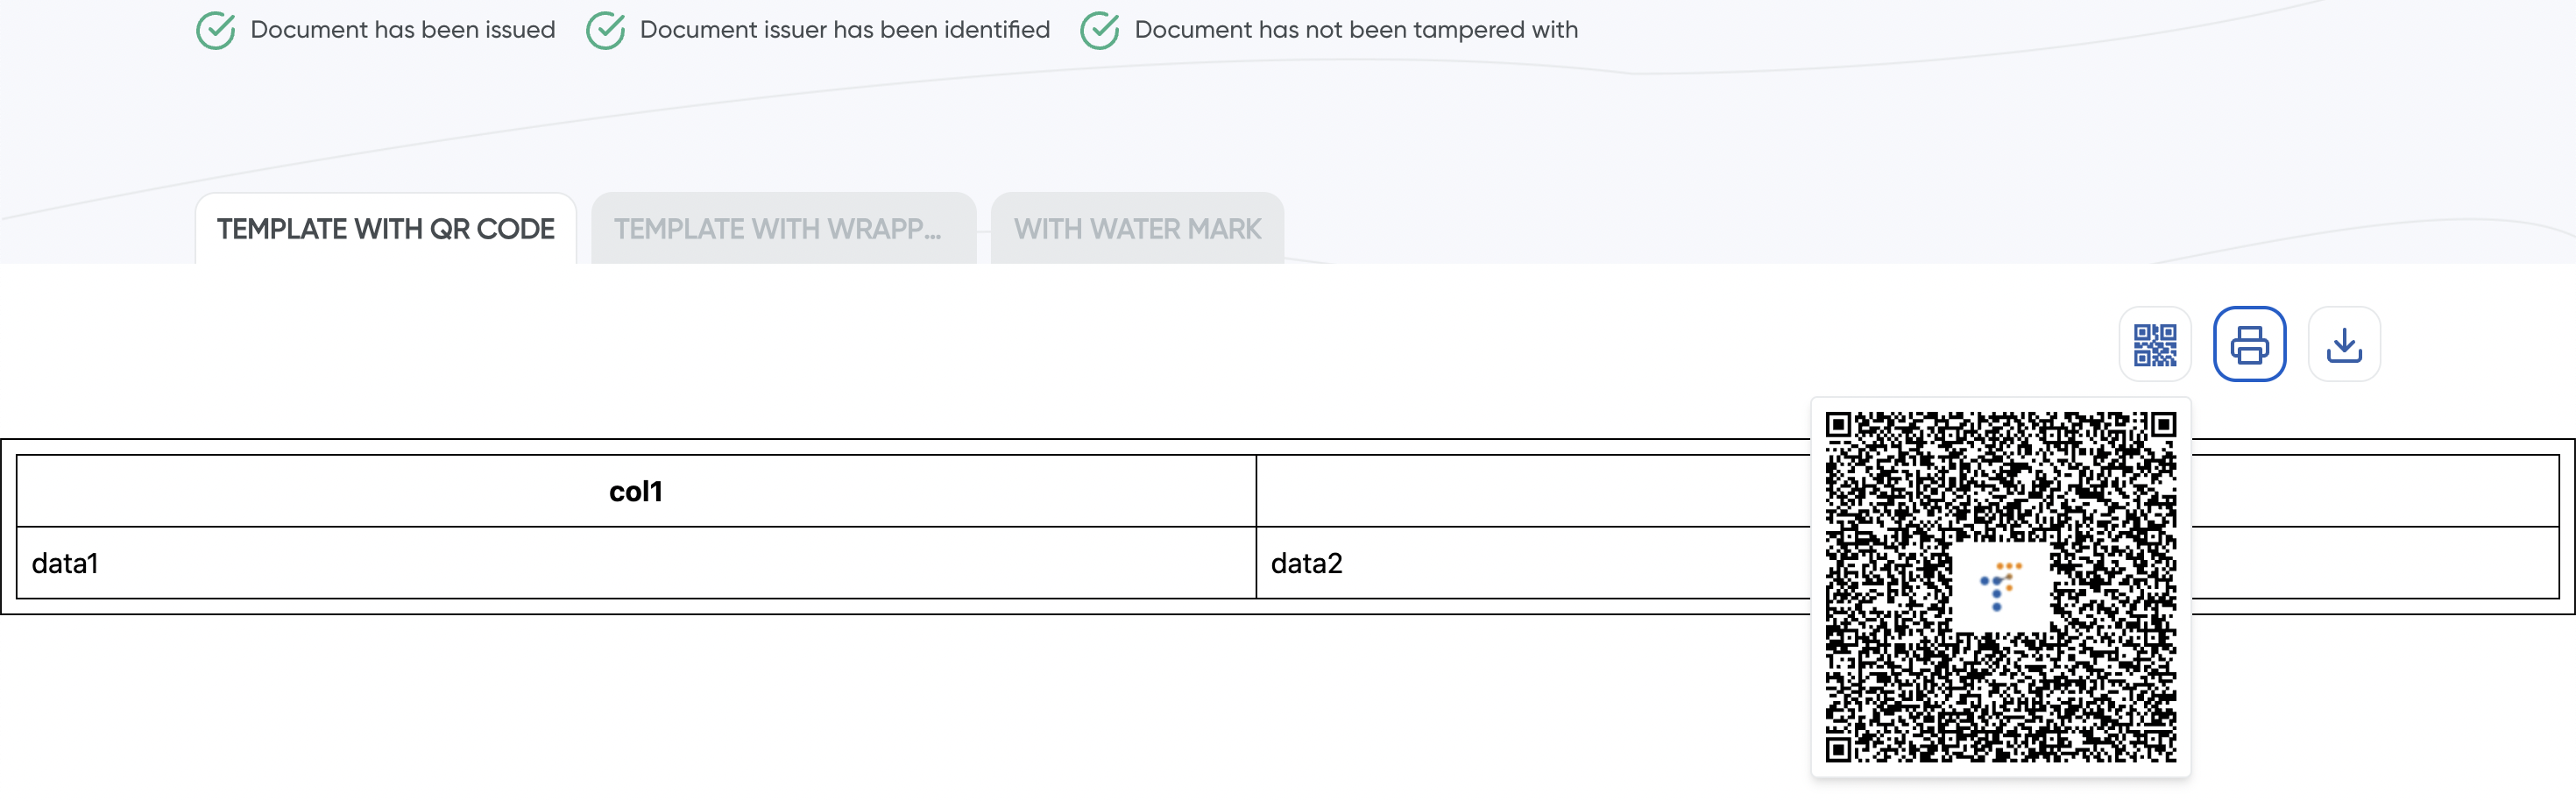 Document has been issued Document issuer has been identified Document has not been tampered with
TEMPLATE WITH QR CODE TEMPLATE WITH WRAPP... WITH WATER MARK
col1
data1 data2